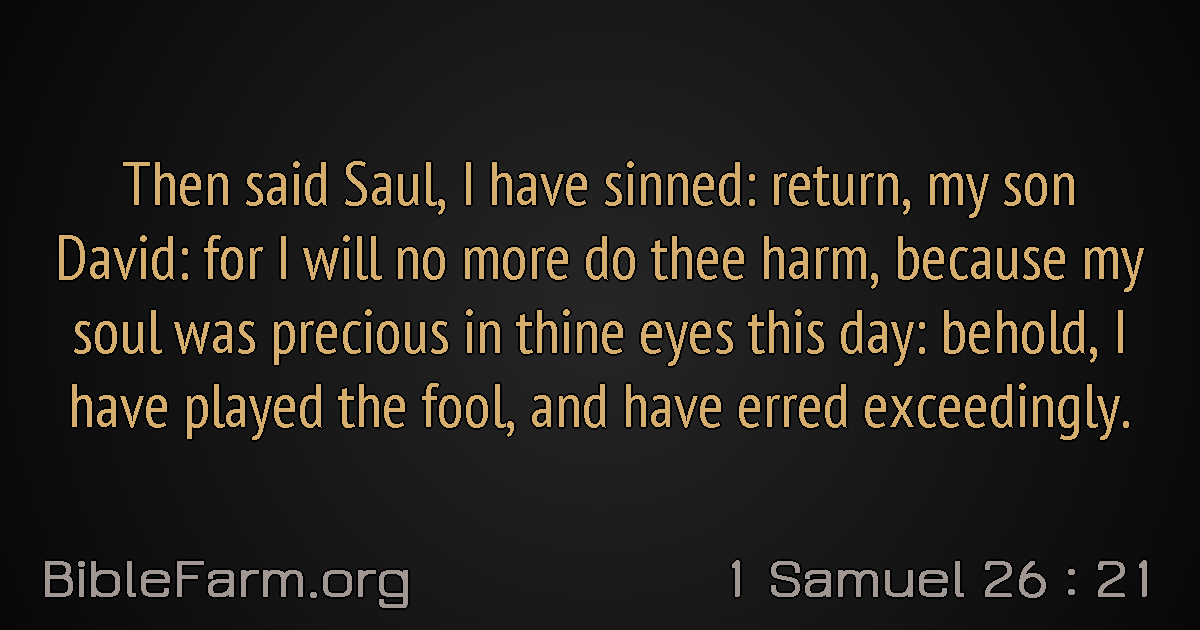 Then said Saul, I have sinned: return, my son
David: for I will no more do thee harm, because my
soul was precious in thine eyes this day: behold, I
have played the fool, and have erred exceedingly.
BibleFarm.org
1 Samuel 26 : 21